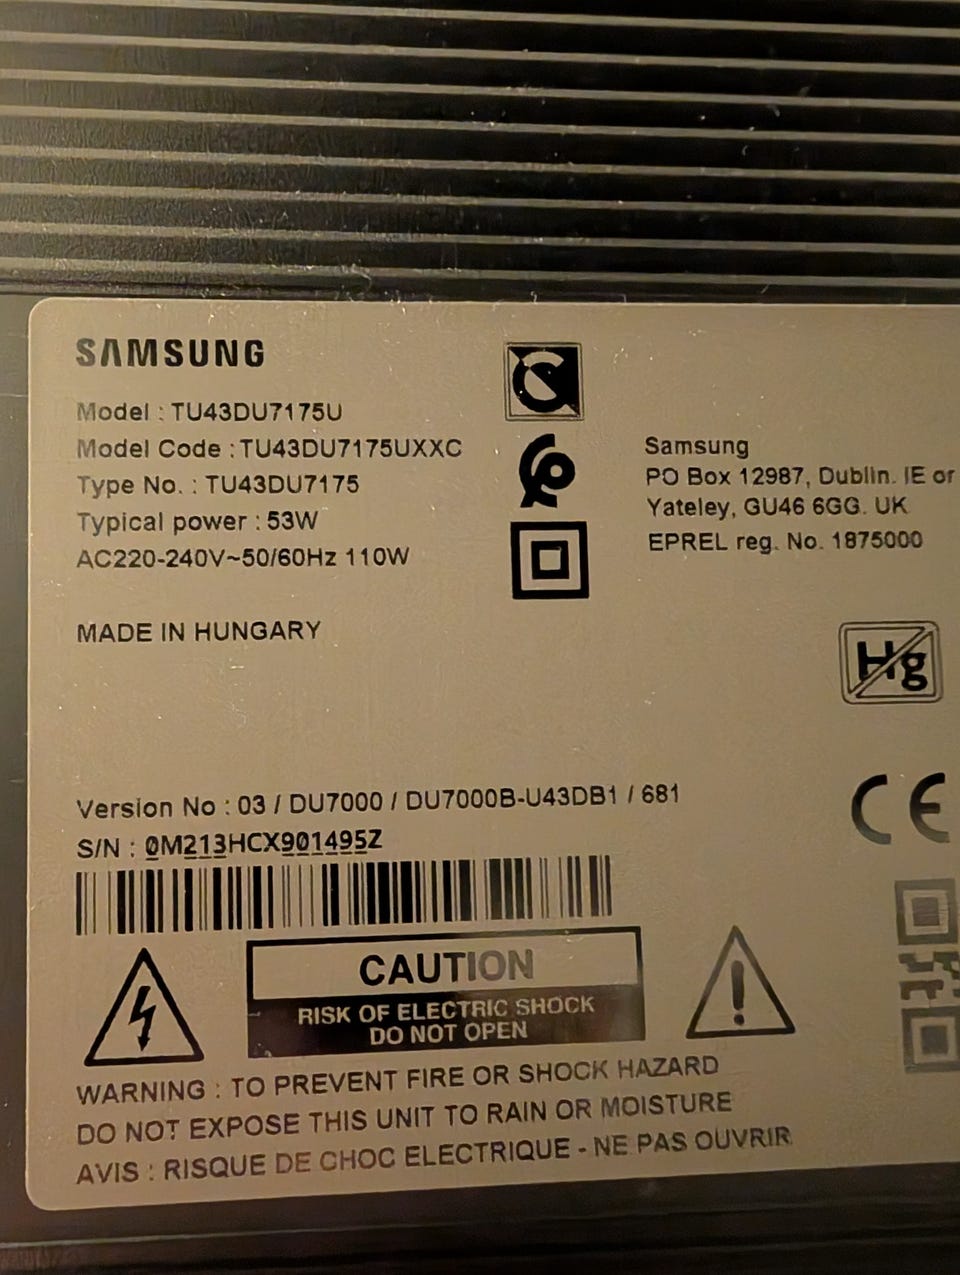 SAMSUNG
Model : TU43DU7175U
Model Code : TU43DU7175UXXC
Type No. : TU43DU7175
Typical power : 53W
AC220-240V~50/60Hz 110W
MADE IN HUNGARY
Samsung
PO Box 12987, Dublin. IE or
Yateley, GU46 6GG. UK
EPREL reg. No. 1875000
Hg
CE
Version No : 03 / DU7000 / DU7000B-U43DB1 / 681
S/N : 0M213HCX901495Z
CAUTION
RISK OF ELECTRIC SHOCK
DO NOT OPEN
WARNING : TO PREVENT FIRE OR SHOCK HAZARD
DO NOT EXPOSE THIS UNIT TO RAIN OR MOISTURE
AVIS : RISQUE DE CHOC ELECTRIQUE - NE PAS OUVRIR